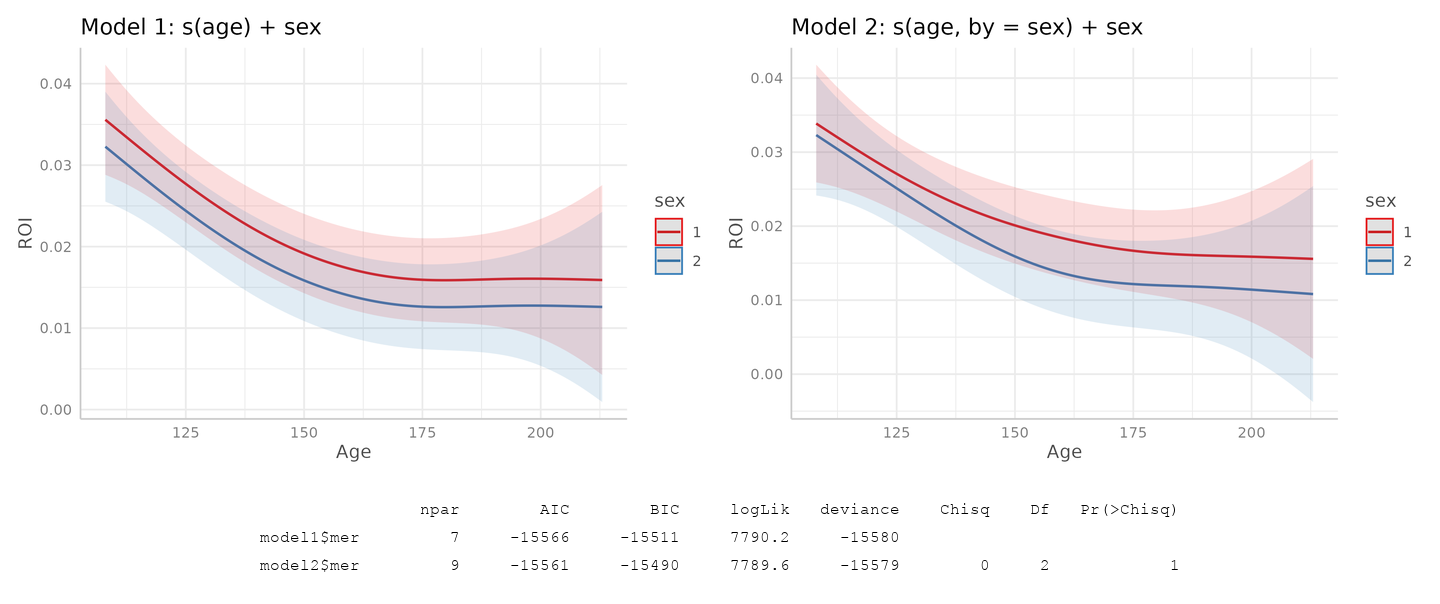 Model 1: s(age) + sex
0.04
0.03
0.02
0.01
0.00
ROI
125 150 175 200
Age
sex
1
2
Model 2: s(age, by = sex) + sex
0.04
0.03
0.02
0.01
0.00
ROI
125 150 175 200
Age
sex
1
2
npar AIC BIC logLik deviance Chisq Df Pr(>Chisq)
model1$mer 7 -15566 -15511 7790.2 -15580
model2$mer 9 -15561 -15490 7789.6 -15579 0 2 1